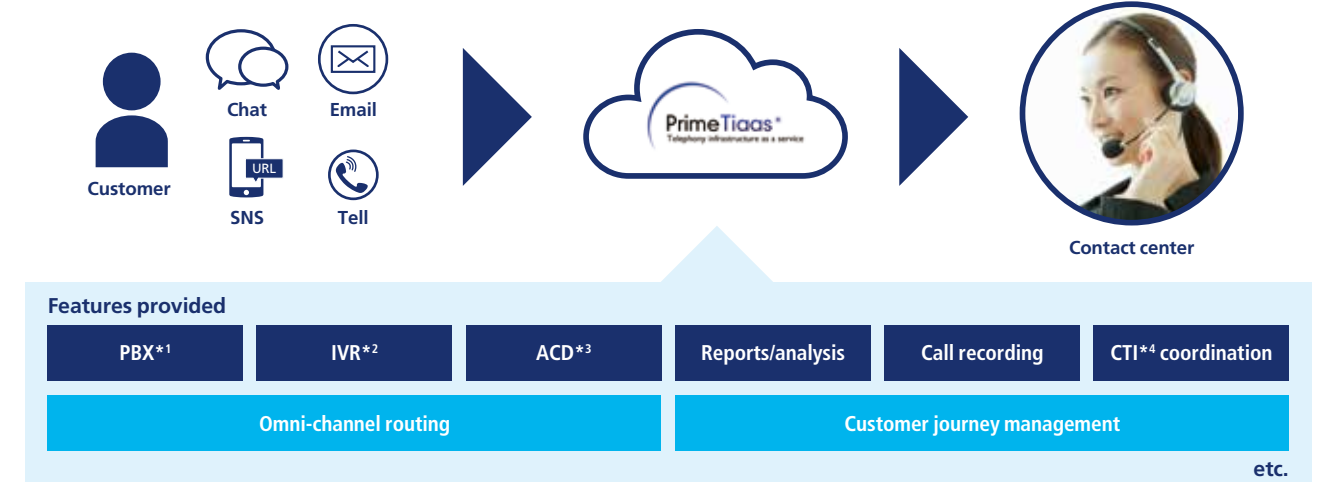 Chat
Email
PrimeTiaas*
Telephony infrastructure as a service
URL
Customer
SNS
Tell
Contact center
Features provided
PBX*1
IVR*2
ACD*3
Reports/analysis
Call recording
CTI*4 coordination
Omni-channel routing
Customer journey management
etc.